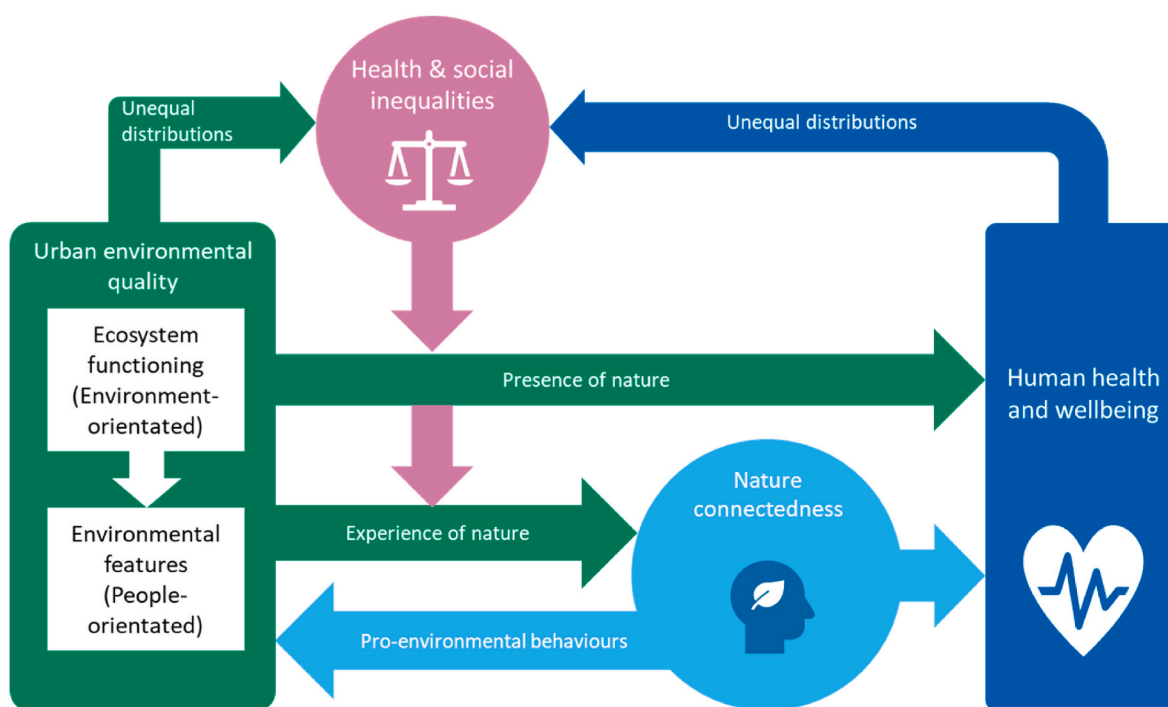 Health & social
inequalities
Unequal
distributions
Unequal distributions
Urban environmental
quality
Ecosystem
functioning
(Environment-
orientated)
Presence of nature
Human health
and wellbeing
Nature
connectedness
Environmental
features
(People-
orientated)
Experience of nature
Pro-environmental behaviours